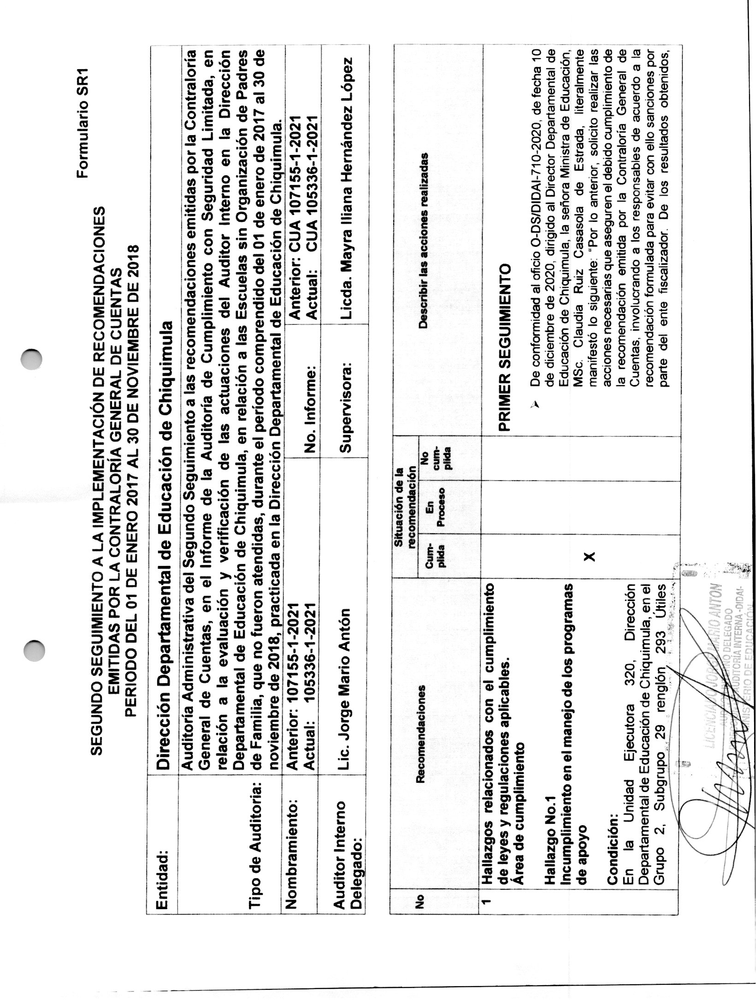 Formulario SR1
SEGUNDO SEGUIMIENTO A LA IMPLEMENTACIÓN DE RECOMENDACIONES
EMITIDAS POR LA CONTRALORÍA GENERAL DE CUENTAS
PERIODO DEL 01 DE ENERO 2017 AL 30 DE NOVIEMBRE DE 2018
Entidad:
Dirección Departamental de Educación de Chiquimula
Tipo de Auditoria:
Auditoría Administrativa del Segundo Seguimiento a las recomendaciones emitidas por la Contraloría
General de Cuentas, en el Informe de la Auditoría de Cumplimiento con Seguridad Limitada, en
relación a la evaluación y verificación de las actuaciones del Auditor Interno en la Dirección
Departamental de Educación de Chiquimula, en relación a las Escuelas sin Organización de Padres
de Familia, que no fueron atendidas, durante el período comprendido del 01 de enero de 2017 al 30 de
noviembre de 2018, practicada en la Dirección Departamental de Educación de Chiquimula.
Nombramiento:
Anterior: 107155-1-2021
Actual: 105336-1-2021
No. Informe:
Anterior: CUA 107155-1-2021
Actual: CUA 105336-1-2021
Auditor Interno
Delegado:
Lic. Jorge Mario Antón
Supervisora:
Licda. Mayra Iliana Hernández López
No
Recomendaciones
Situación de la
recomendación
Cum-
plida
En
Proceso
No
cum-
plida
Describir las acciones realizadas
1
Hallazgos relacionados con el cumplimiento
de leyes y regulaciones aplicables.
Área de cumplimiento
Hallazgo No.1
Incumplimiento en el manejo de los programas
de apoyo
Condición:
En la Unidad Ejecutora 320, Dirección
Departamental de Educación de Chiquimula, en el
Grupo 2, Subgrupo 29 renglón 293 Útiles
X
PRIMER SEGUIMIENTO
➤ De conformidad al oficio O-DS/DIDAI-710-2020, de fecha 10
de diciembre de 2020, dirigido al Director Departamental de
Educación de Chiquimula, la señora Ministra de Educación,
MSc. Claudia Ruiz Casasola de Estrada, literalmente
manifestó lo siguiente: "Por lo anterior, solicito realizar las
acciones necesarias que aseguren el debido cumplimiento de
la recomendación emitida por la Contraloría General de
Cuentas, involucrando a los responsables de acuerdo a la
recomendación formulada para evitar con ello sanciones por
parte del ente fiscalizador. De los resultados obtenidos,
LICENCIADO JORGE MARIO ANTON
DELEGADO
AUDITORÍA INTERNA -DIDAI-
MINISTERIO DE EDUCACIÓN